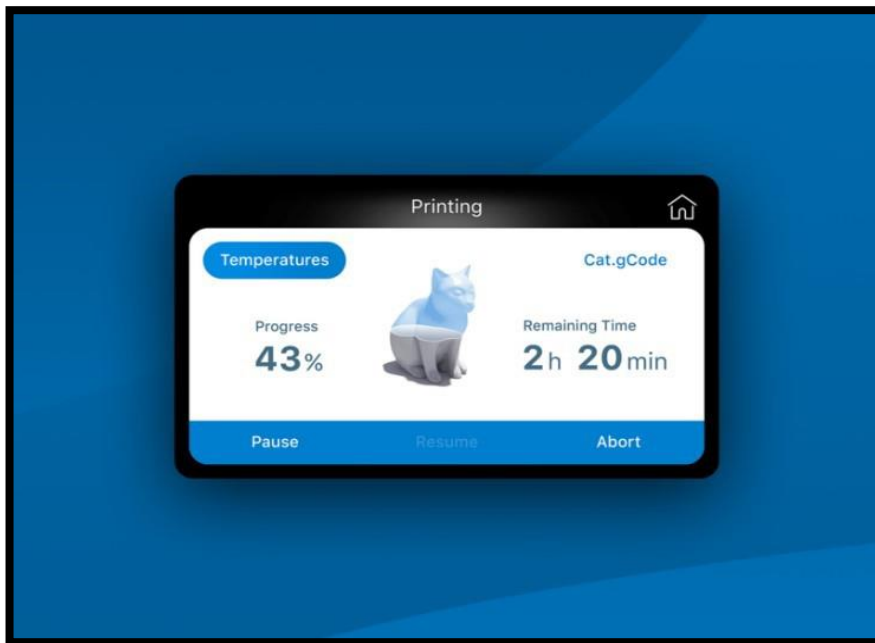 Printing
Temperatures
Cat.gCode
Progress
43%
Remaining Time
2h 20min
Pause
Resume
Abort